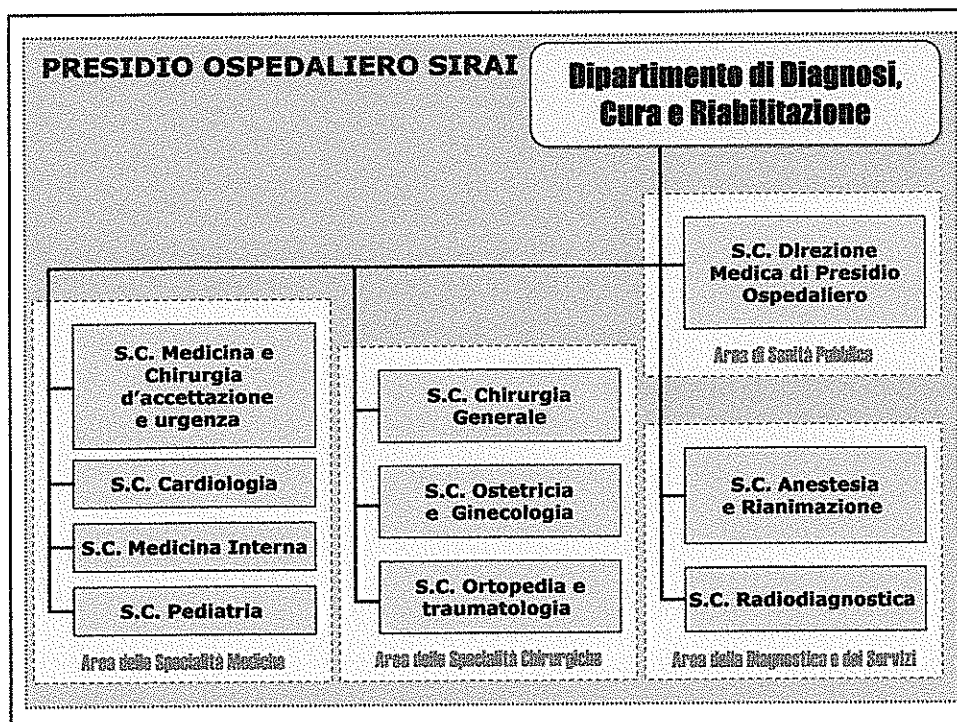 PRESIDIO OSPEDALIERO SIRAI
Dipartimento di Diagnosi,
Cura e Riabilitazione
S.C. Direzione
Medica di Presidio
Ospedaliero
Area di Sanità Pubblica
S.C. Medicina e
Chirurgia
d'accettazione
e urgenza
S.C. Cardiologia
S.C. Medicina Interna
S.C. Pediatria
Area delle Specialità Mediche
S.C. Chirurgia
Generale
S.C. Ostetricia
e Ginecologia
S.C. Ortopedia e
traumatologia
Area delle Specialità Chirurgiche
S.C. Anestesia
e Rianimazione
S.C. Radiodiagnostica
Area della Diagnostica e dei Servizi